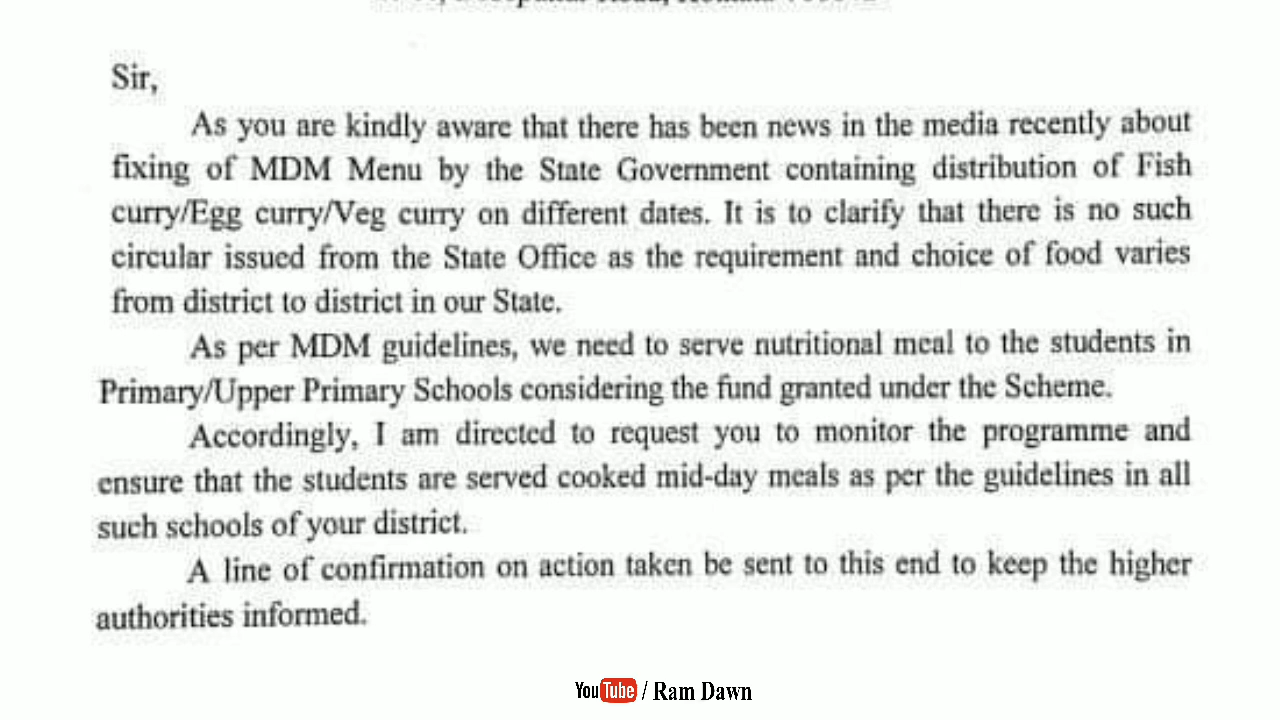 Sir,
As you are kindly aware that there has been news in the media recently about
fixing of MDM Menu by the State Government containing distribution of Fish
curry/Egg curry/Veg curry on different dates. It is to clarify that there is no such
circular issued from the State Office as the requirement and choice of food varies
from district to district in our State.
As per MDM guidelines, we need to serve nutritional meal to the students in
Primary/Upper Primary Schools considering the fund granted under the Scheme.
Accordingly, I am directed to request you to monitor the programme and
ensure that the students are served cooked mid-day meals as per the guidelines in all
such schools of your district.
A line of confirmation on action taken be sent to this end to keep the higher
authorities informed.
YouTube / Ram Dawn